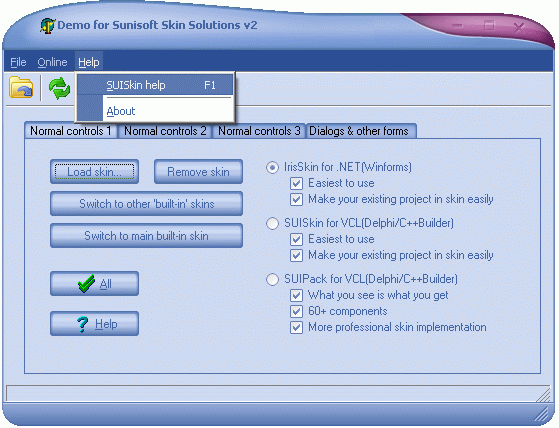 Demo for Sunisoft Skin Solutions v2
File Online Help
SUISkin help F1
About
Normal controls 1 Normal controls 2 Normal controls 3 Dialogs & other forms
Load skin... Remove skin
Switch to other 'built-in' skins
Switch to main built-in skin
All
Help
IrisSkin for .NET(Winforms)
Easiest to use
Make your existing project in skin easily
SUISkin for VCL(Delphi/C++Builder)
Easiest to use
Make your existing project in skin easily
SUIPack for VCL(Delphi/C++Builder)
What you see is what you get
60+ components
More professional skin implementation